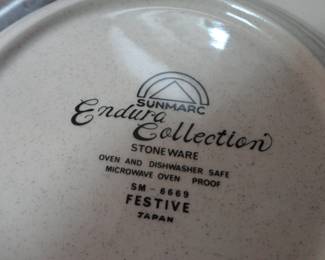 SUNMARC
Endura
Collection
STONEWARE
OVEN AND DISHWASHER SAFE
MICROWAVE OVEN PROOF
SM - 6669
FESTIVE
JAPAN